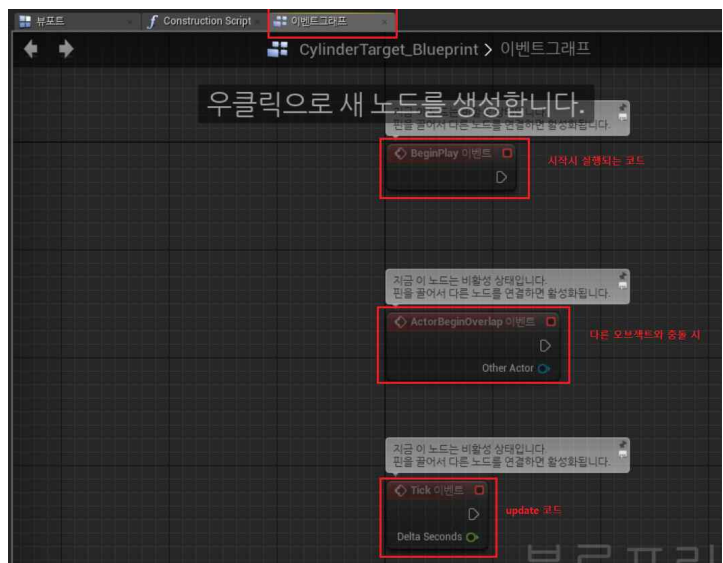 뷰포트
Construction Script
이벤트그래프
CylinderTarget_Blueprint > 이벤트그래프
우클릭으로 새 노드를 생성합니다.
핀을 끌어서 다른 노드를 연결하면 활성화됩니다.
BeginPlay 이벤트
시작시 실행되는 코드
지금 이 노드는 비활성 상태입니다.
핀을 끌어서 다른 노드를 연결하면 활성화됩니다.
ActorBeginOverlap 이벤트
다른 오브잭트와 충돌 시
Other Actor
지금 이 노드는 비활성 상태입니다.
핀을 끌어서 다른 노드를 연결하면 활성화됩니다.
Tick 이벤트
update 코드
Delta Seconds